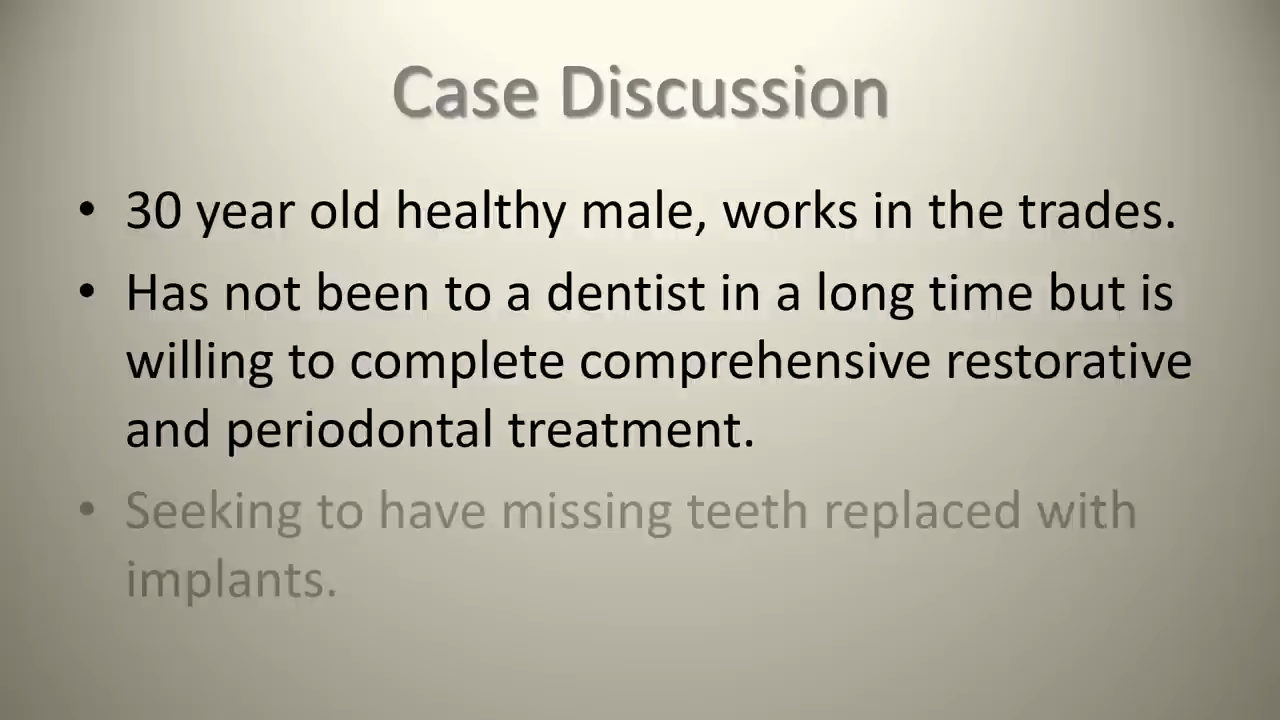 Case Discussion
• 30 year old healthy male, works in the trades.
• Has not been to a dentist in a long time but is
willing to complete comprehensive restorative
and periodontal treatment.
• Seeking to have missing teeth replaced with
implants.